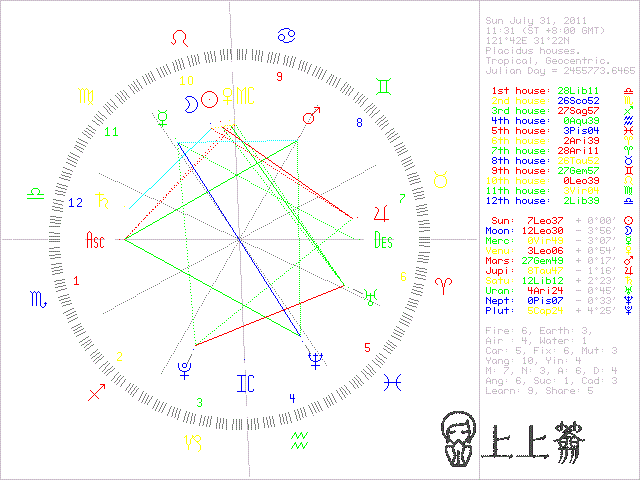 MC
Asc
Des
IC
1
2
3
4
5
6
7
8
9
10
11
12
Sun July 31, 2011
11:31 (ST +8:00 GMT)
121°42E 31°22N
Placidus houses.
Tropical, Geocentric.
Julian Day = 2455773.6465
1st house: 28Lib11
2nd house: 26Sco52
3rd house: 27Sag57
4th house: 0Aqu39
5th house: 3Pis04
6th house: 2Ari39
7th house: 28Ari11
8th house: 26Tau52
9th house: 27Gem57
10th house: 0Leo39
11th house: 3Vir04
12th house: 2Lib39
Sun: 7Leo37 + 0°00'
Moon: 12Leo30 - 3°56'
Merc: 0Vir49 - 3°07'
Venu: 3Leo06 + 0°54'
Mars: 27Gem49 + 0°17'
Jupi: 8Tau47 - 1°16'
Satu: 12Lib12 + 2°23'
Uran: 4Ari24 - 0°45'
Nept: 0Pis07 - 0°33'
Plut: 5Cap24 + 4°25'
Fire: 6, Earth: 3,
Air : 4, Water: 1
Car: 5, Fix: 6, Mut: 3
Yang: 10, Yin: 4
M: 7, N: 3, A: 6, D: 4
Ang: 6, Suc: 1, Cad: 3
Learn: 9, Share: 5
上上